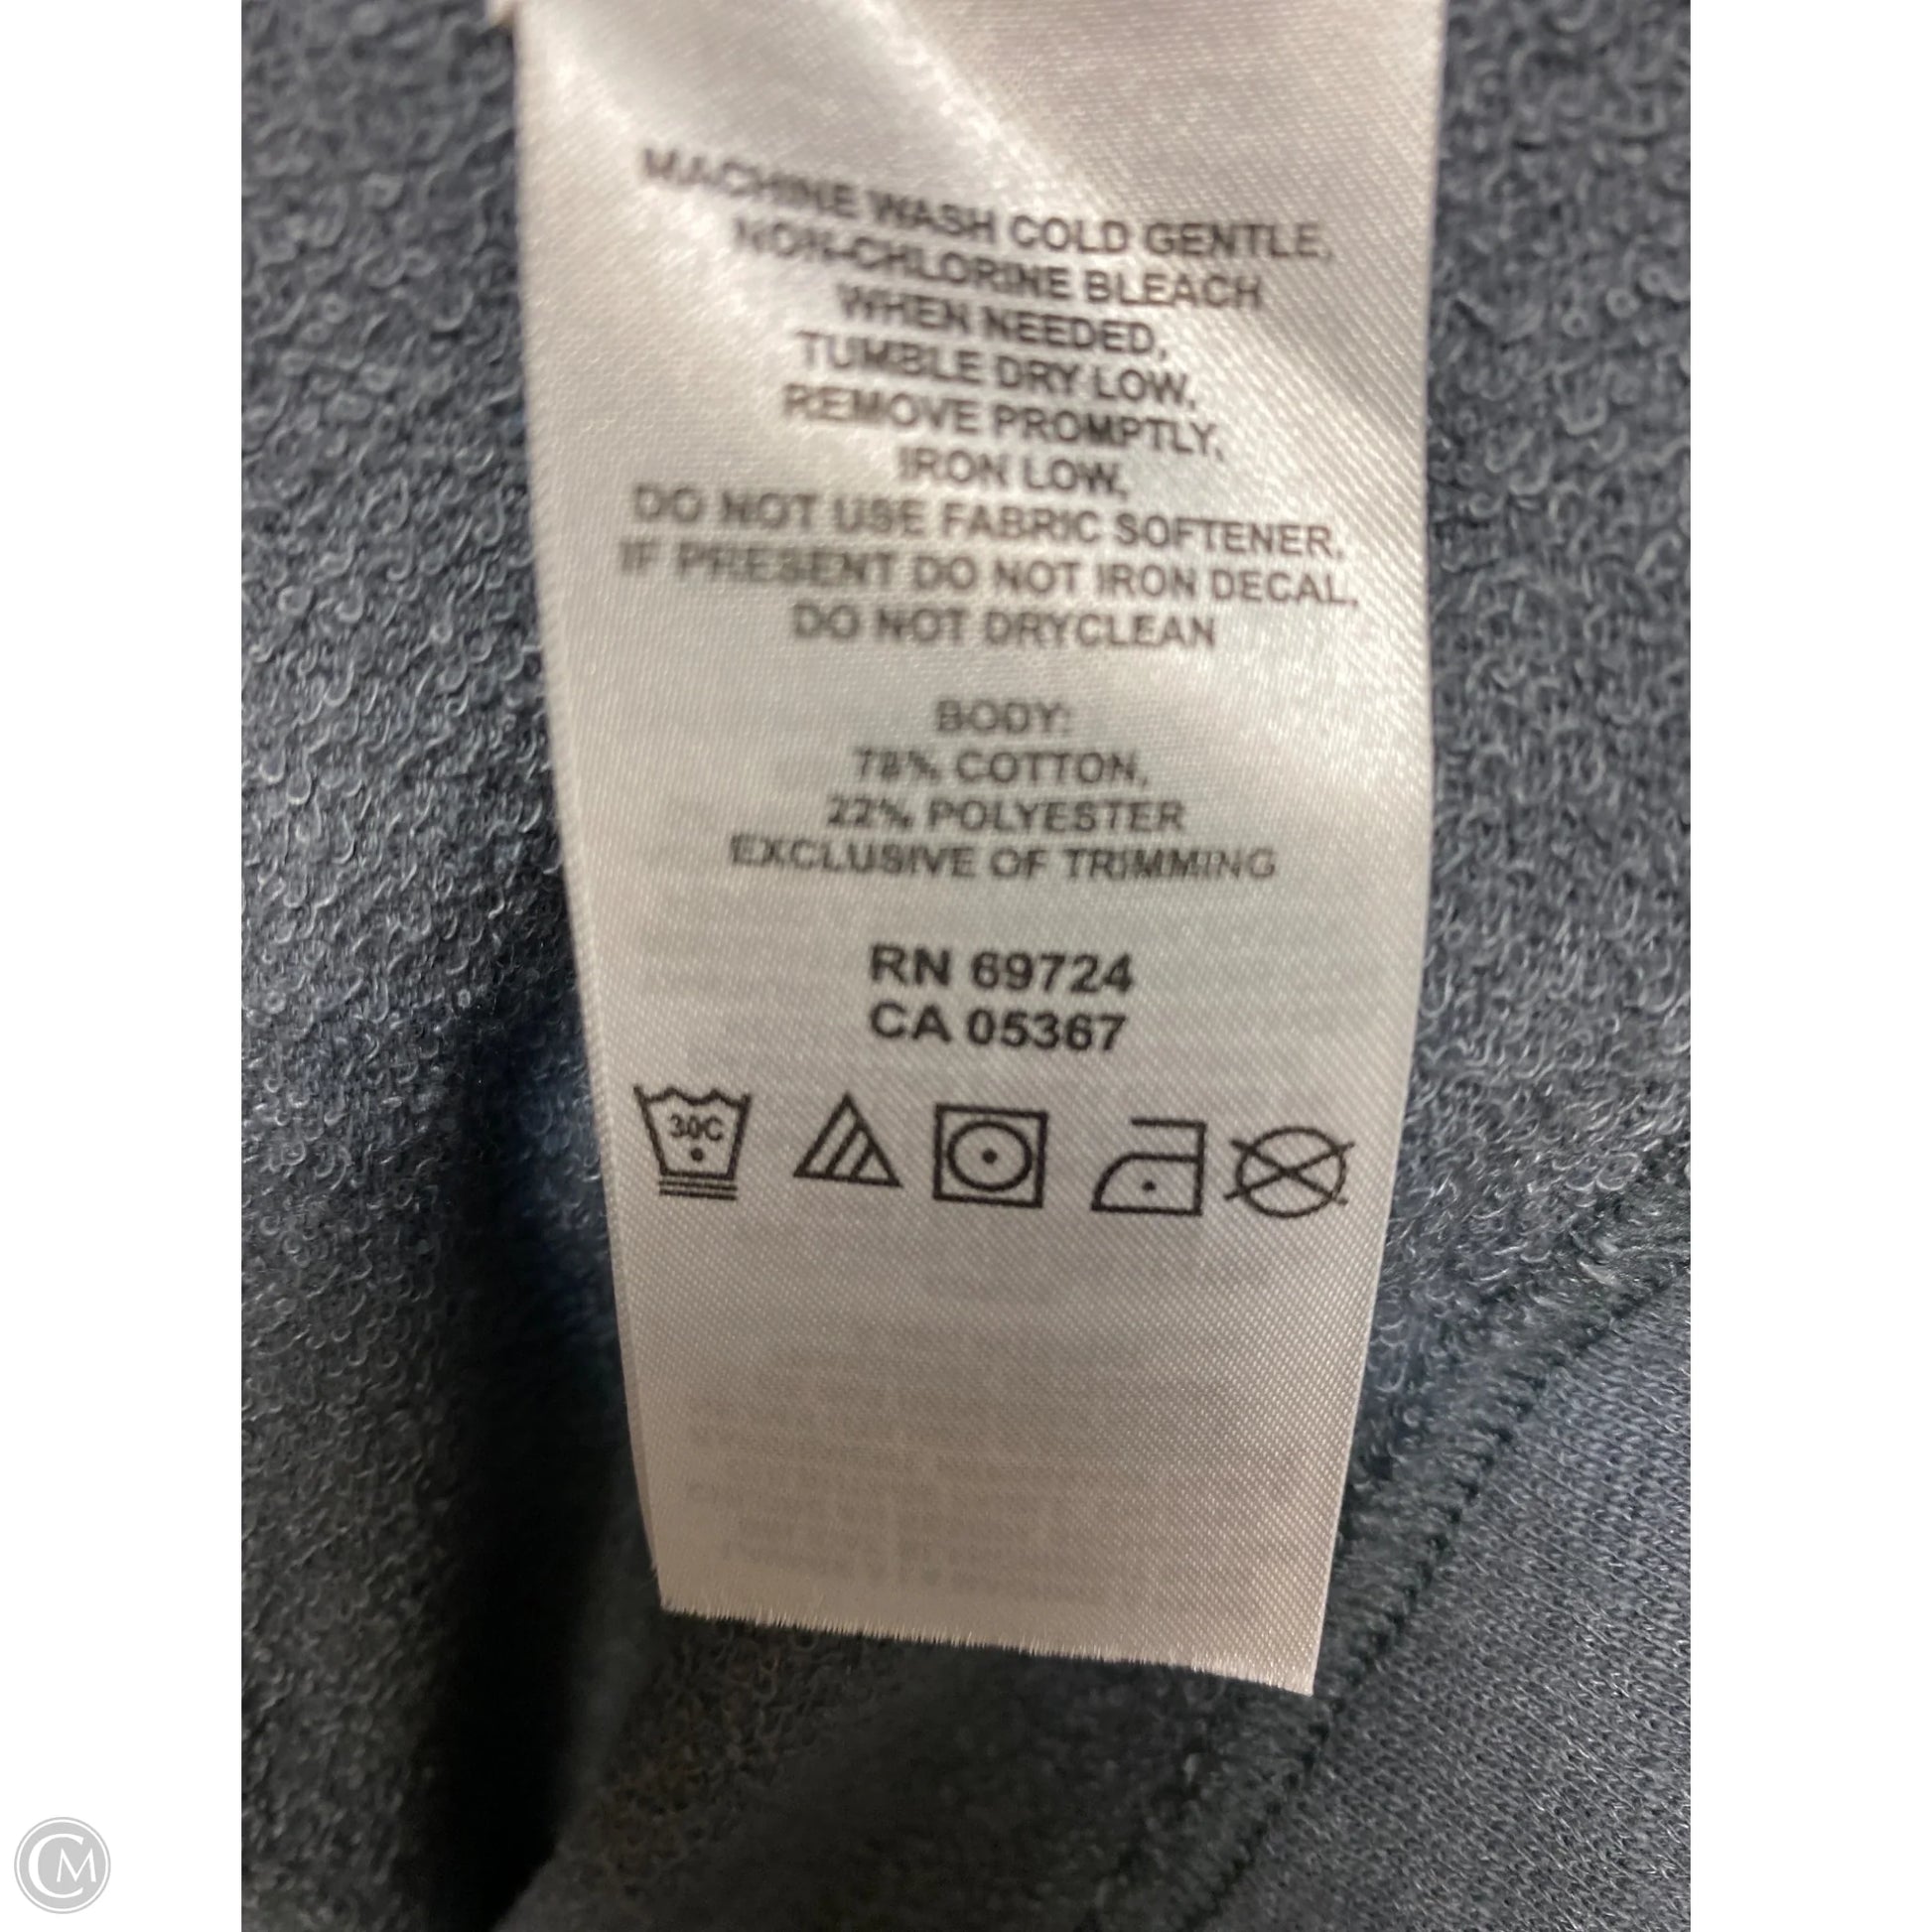 MACHINE WASH COLD GENTLE,
NON-CHLORINE BLEACH
WHEN NEEDED,
TUMBLE DRY LOW,
REMOVE PROMPTLY,
IRON LOW,
DO NOT USE FABRIC SOFTENER,
IF PRESENT DO NOT IRON DECAL,
DO NOT DRYCLEAN
BODY:
78% COTTON,
22% POLYESTER
EXCLUSIVE OF TRIMMING
RN 69724
CA 05367
30C
CM